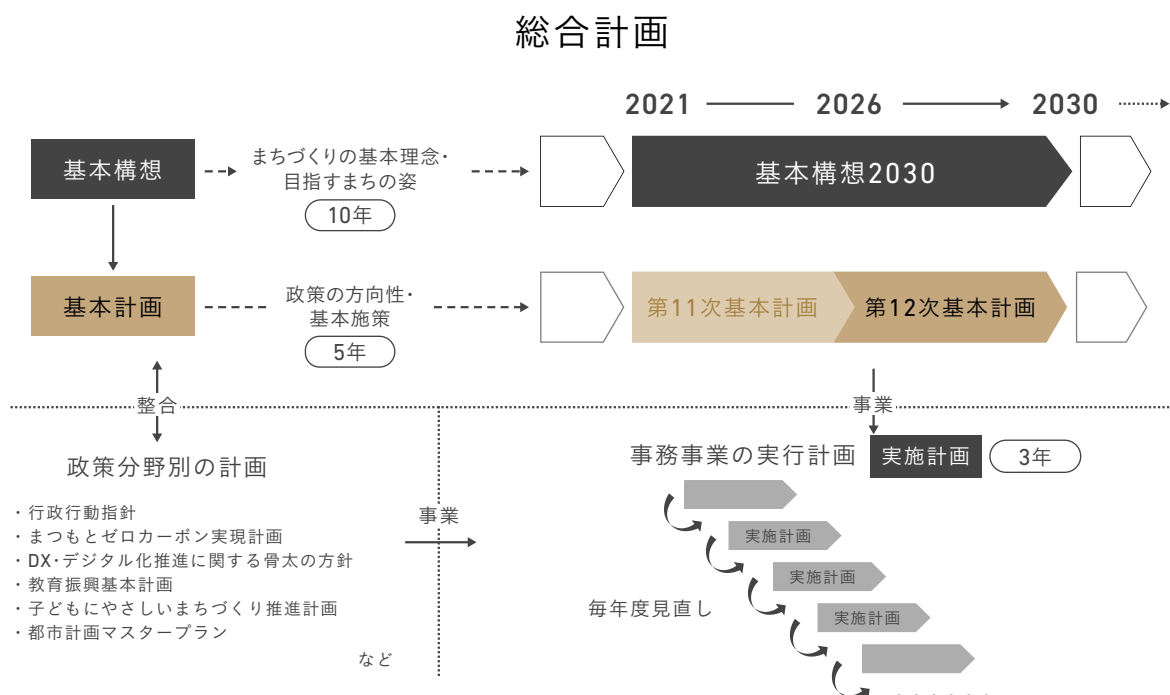 総合計画
2021
2026
2030
基本構想
まちづくりの基本理念・
目指すまちの姿
10年
基本構想2030
基本計画
政策の方向性・
基本施策
5年
第11次基本計画
第12次基本計画
整合
事業
政策分野別の計画
・行政行動指針
・まつもとゼロカーボン実現計画
・DX・デジタル化推進に関する骨太の方針
・教育振興基本計画
・子どもにやさしいまちづくり推進計画
・都市計画マスタープラン
など
事業
事務事業の実行計画
実施計画
3年
実施計画
実施計画
実施計画
毎年度見直し